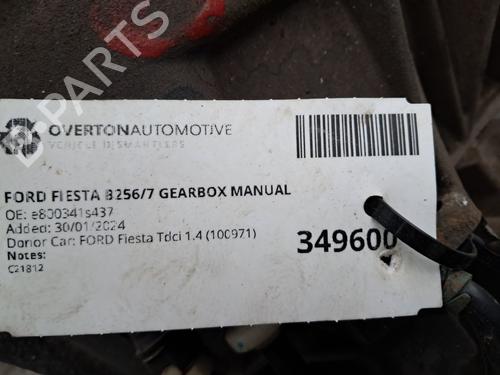 OVERTONAUTOMOTIVE
VEHICLE DISMANTLERS
FORD FIESTA B256/7 GEARBOX MANUAL
OE: e800341s437
Added: 30/01/2024
Donor Car: FORD Fiesta Tdci 1.4 (100971)
349600
Notes:
C21812
B-PARTS